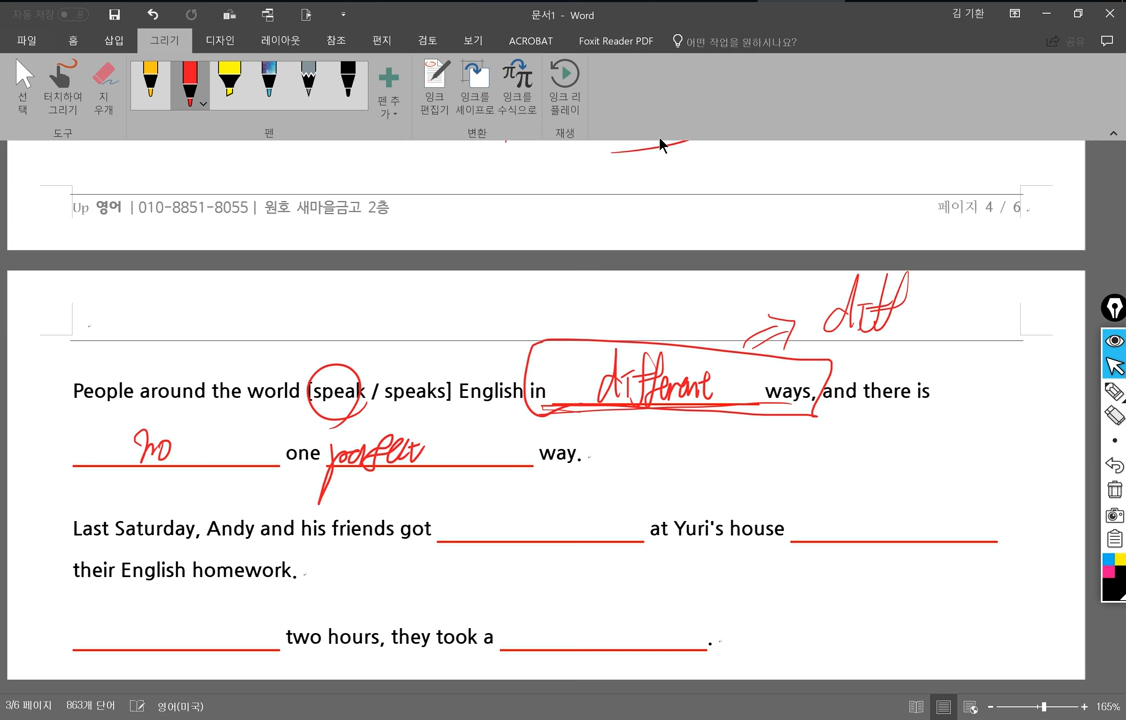 자동 저장
문서1 - Word
김 기환
파일 홈 삽입 그리기 디자인 레이아웃 참조 편지 검토 보기 ACROBAT Foxit Reader PDF 어떤 작업을 원하시나요? 공유
선택 터치하여 그리기 지우개 펜 추가 잉크 편집기 잉크를 셰이프로 잉크를 수식으로 잉크 리플레이
도구 펜 변환 재생
Up 영어 | 010-8851-8055 | 원호 새마을금고 2층 페이지 4 / 6
diff
People around the world [speak / speaks] English in different ways, and there is
no one perfect way.
Last Saturday, Andy and his friends got at Yuri's house
their English homework.
two hours, they took a .
3/6 페이지 863개 단어 영어(미국) 165%